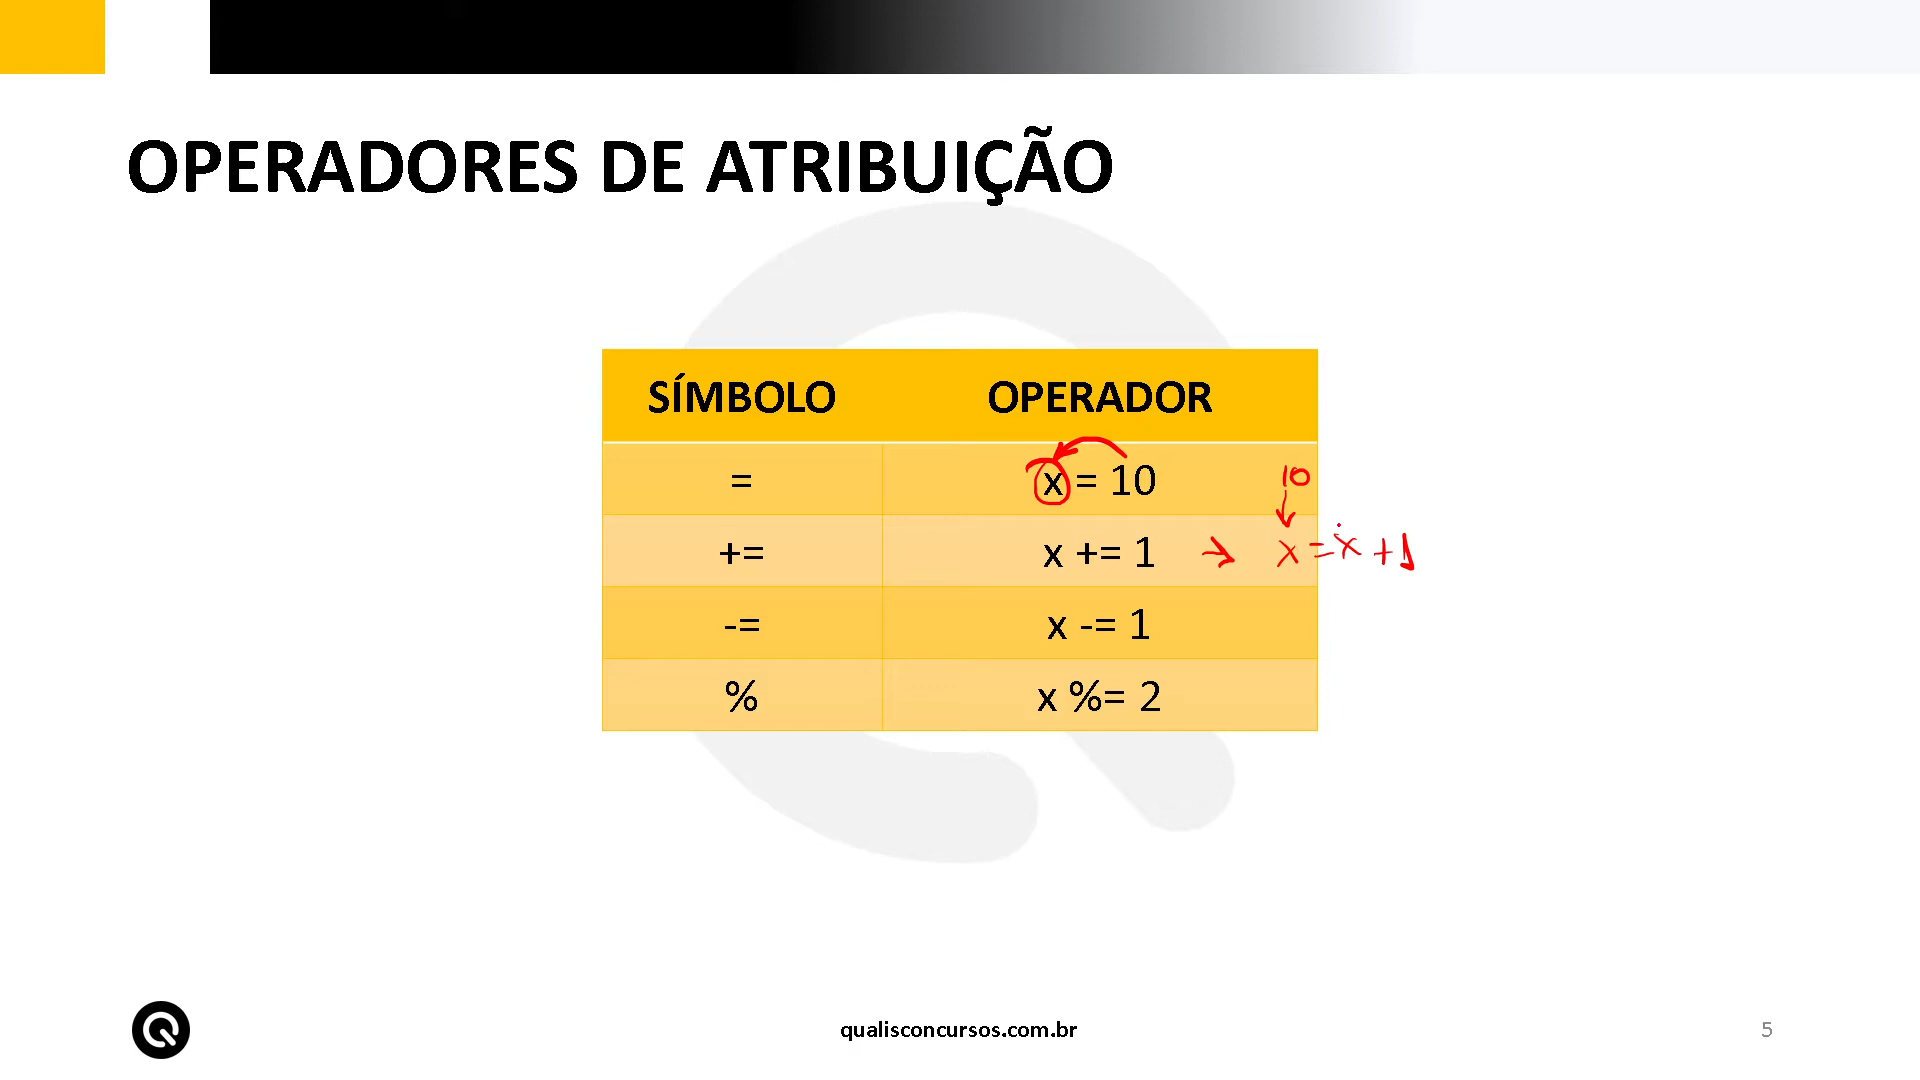 OPERADORES DE ATRIBUIÇÃO
SÍMBOLO OPERADOR
= x = 10 10
+= x += 1 → x = x + 1
-= x -= 1
% x %= 2
qualisconcursos.com.br 5